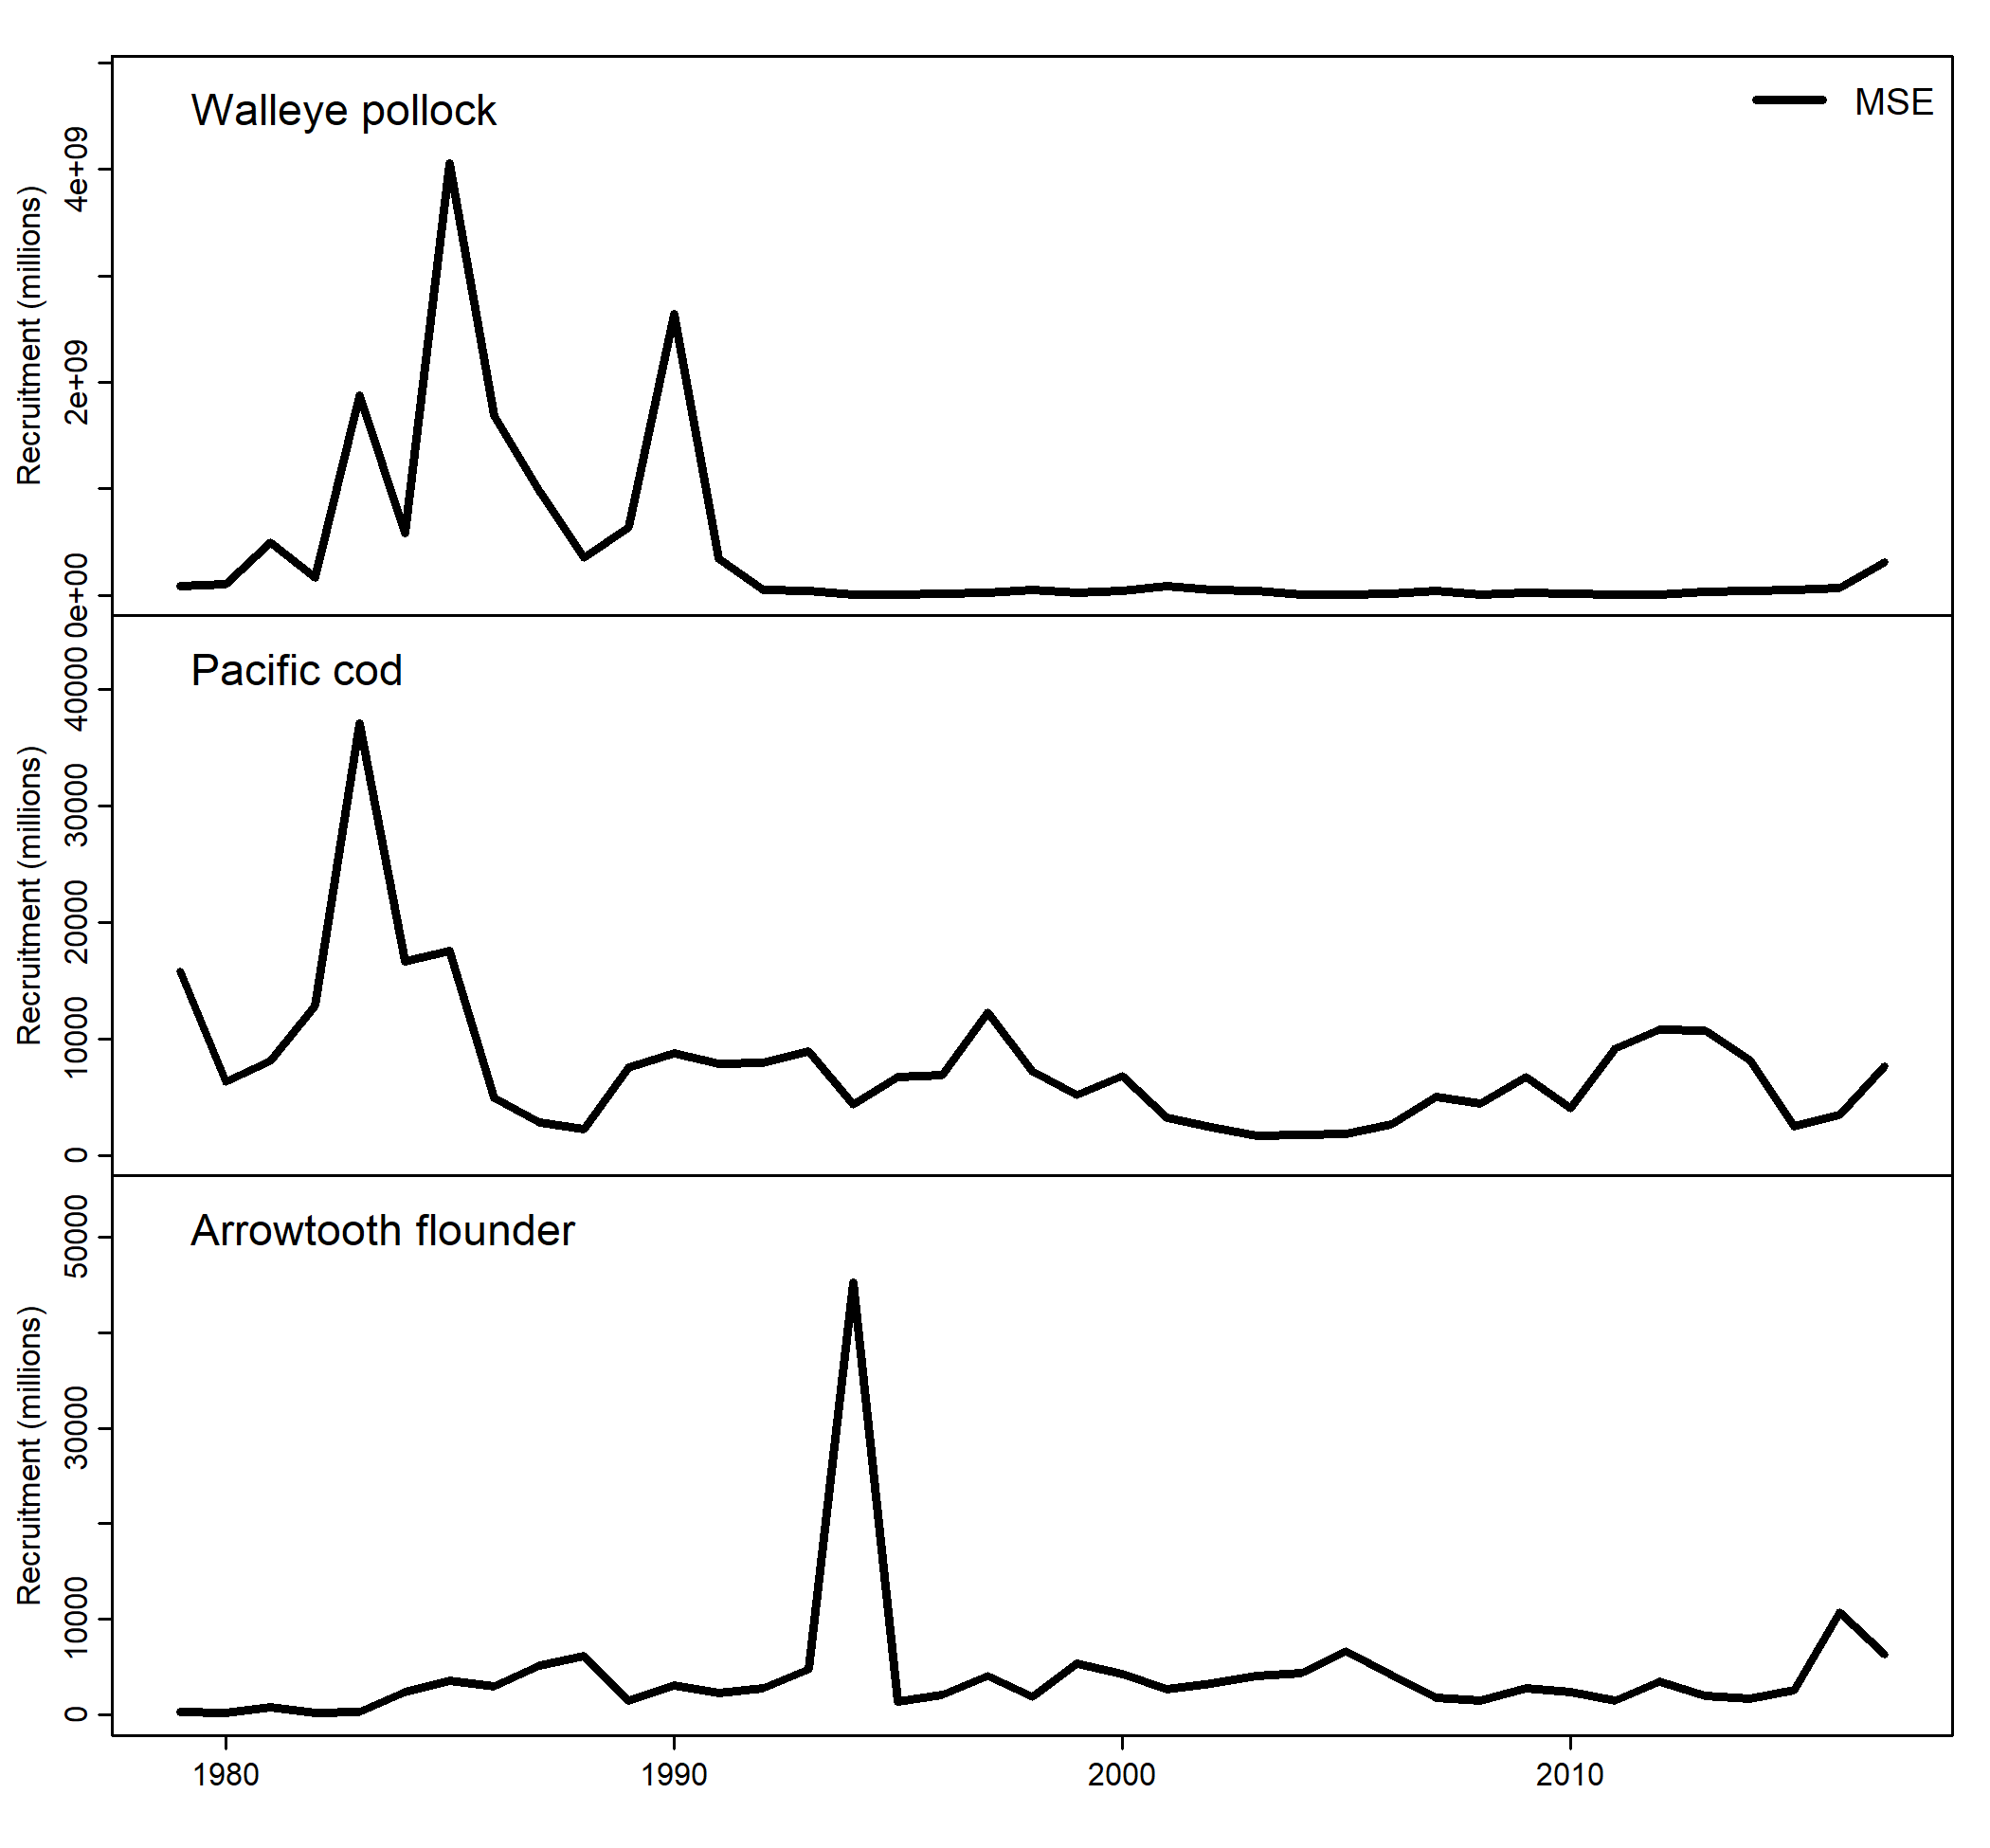 Walleye pollock
MSE
Recruitment (millions)
4e+09
2e+09
0e+00
Pacific cod
Recruitment (millions)
40000
30000
20000
10000
0
Arrowtooth flounder
Recruitment (millions)
50000
30000
10000
0
1980 1990 2000 2010